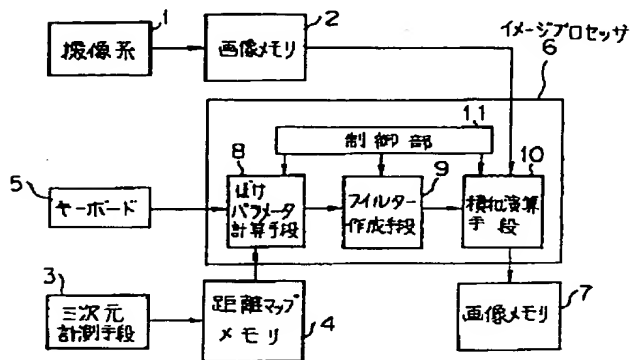 1
撮像系
2
画像メモリ
イメージプロセッサ
6
11
制御部
8
ぼけ
パラメータ
計算手段
9
フィルター
作成手段
10
模擬演算
手段
5
キーボード
3
三次元
計測手段
距離マップ
メモリ
4
画像メモリ
7